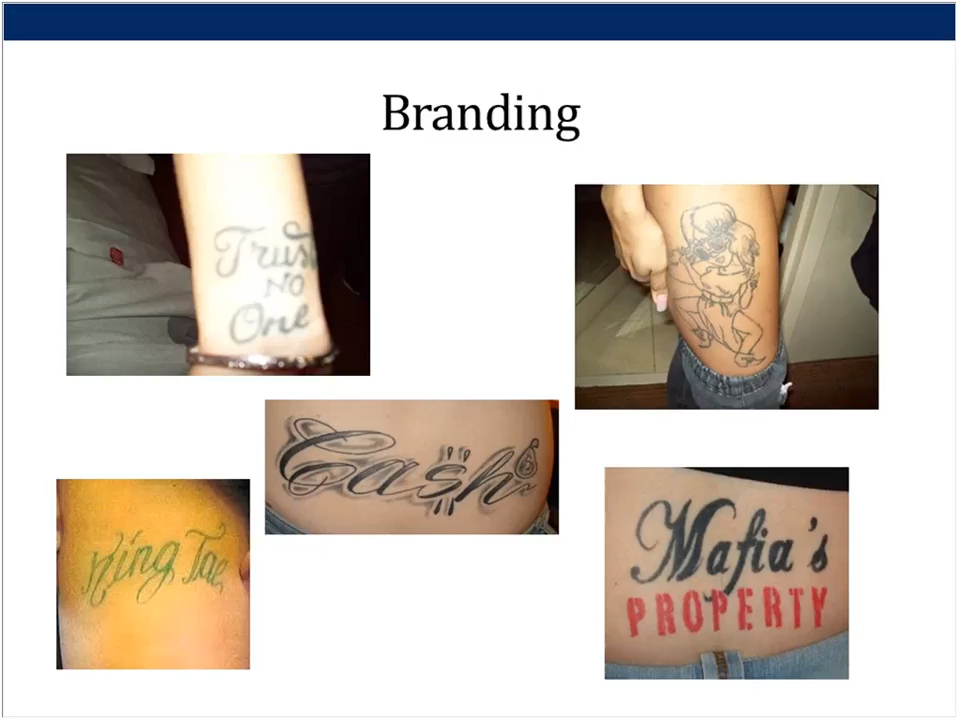 Branding
Trust
No
One
Cash
King Tae
Mafia's
PROPERTY